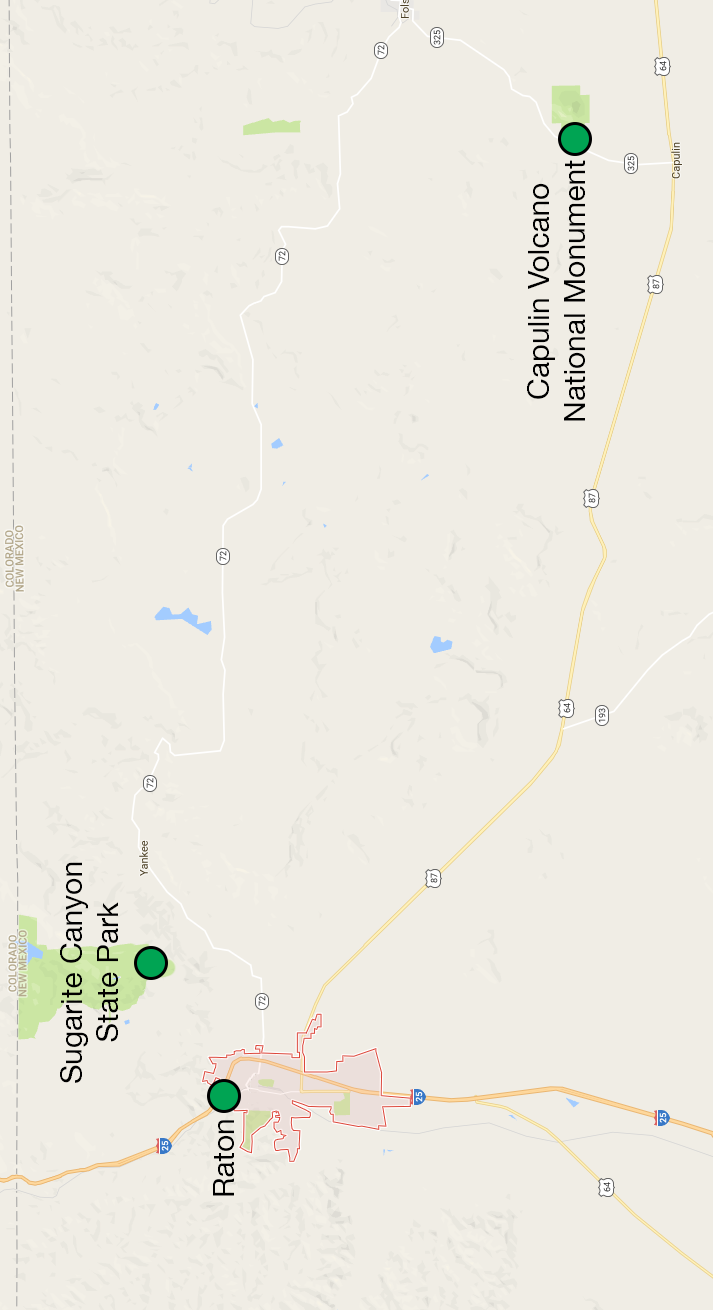 COLORADO
NEW MEXICO
COLORADO
NEW MEXICO
Sugarite Canyon
State Park
Yankee
72
25
Raton
72
72
72
72
Fols
325
25
87
Capulin Volcano
National Monument
64
87
193
64
325
87
25
64
Capulin